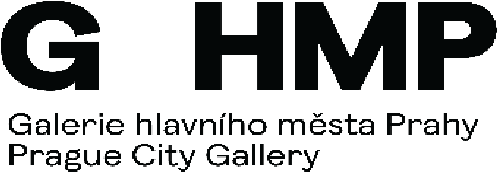 G HMP
Galerie hlavního města Prahy
Prague City Gallery